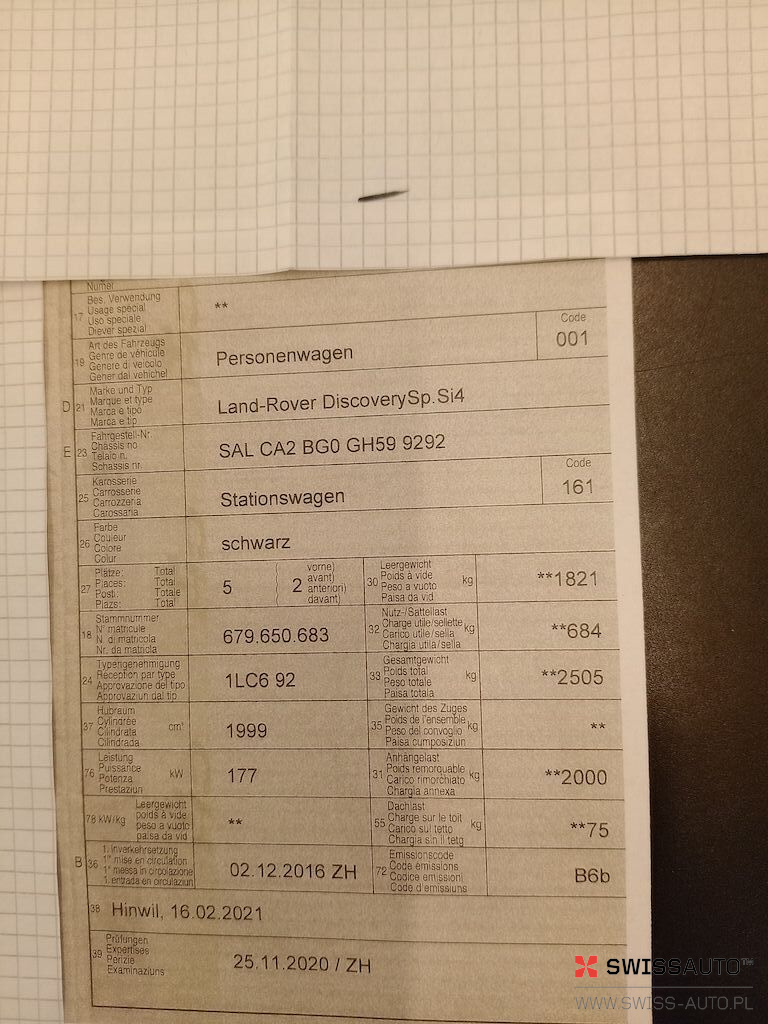 Numer
17 Bes. Verwendung
Usage spécial
Uso speciale
Diever spezial
**
19 Art des Fahrzeugs
Genre de véhicule
Genere di veicolo
Gener dal vehichel
Personenwagen
Code
001
D 21 Marke und Typ
Marque et type
Marca e tipo
Marca e tip
Land-Rover DiscoverySp.Si4
E 23 Fahrgestell-Nr.
Châssis no
Telaio n.
Schassis nr.
SAL CA2 BG0 GH59 9292
25 Karosserie
Carrosserie
Carrozzeria
Carossaria
Stationswagen
Code
161
26 Farbe
Couleur
Colore
Colur
schwarz
27 Plätze: Total
Places: Total
Posti: Totale
Plazs: Total
5 ( 2 vorne)
avant)
anteriori)
davant)
30 Leergewicht
Poids à vide kg
Peso a vuoto
Paisa da vid
**1821
18 Stammnummer
N° matricule
N. di matricola
Nr. da matricla
679.650.683
32 Nutz-/Sattellast
Charge utile/sellette kg
Carico utile/sella
Chargia utila/sella
**684
24 Typengenehmigung
Réception par type
Approvazione del tipo
Approvaziun dal tip
1LC6 92
33 Gesamtgewicht
Poids total kg
Peso totale
Paisa totala
**2505
37 Hubraum
Cylindrée cm³
Cilindrata
Cilindrada
1999
35 Gewicht des Zuges
Poids de l'ensemble kg
Peso del convoglio
Paisa cumposiziun
**
76 Leistung
Puissance kW
Potenza
Prestaziun
177
31 Anhängelast
Poids remorquable kg
Carico rimorchiato
Chargia annexa
**2000
78 kW/kg Leergewicht
poids à vide
peso a vuoto
paisa da vid
**
55 Dachlast
Charge sur le toit kg
Carico sul tetto
Chargia sin il tetg
**75
B 36 1. Inverkehrsetzung
1re mise en circulation
1a messa in circolazione
1. entrada en circulaziun
02.12.2016 ZH
72 Emissionscode
Code émissions
Codice emissioni
Code d'emissiuns
B6b
38 Hinwil, 16.02.2021
39 Prüfungen
Expertises
Perizie
Examinaziuns
25.11.2020 / ZH
SWISSAUTO™
WWW.SWISS-AUTO.PL